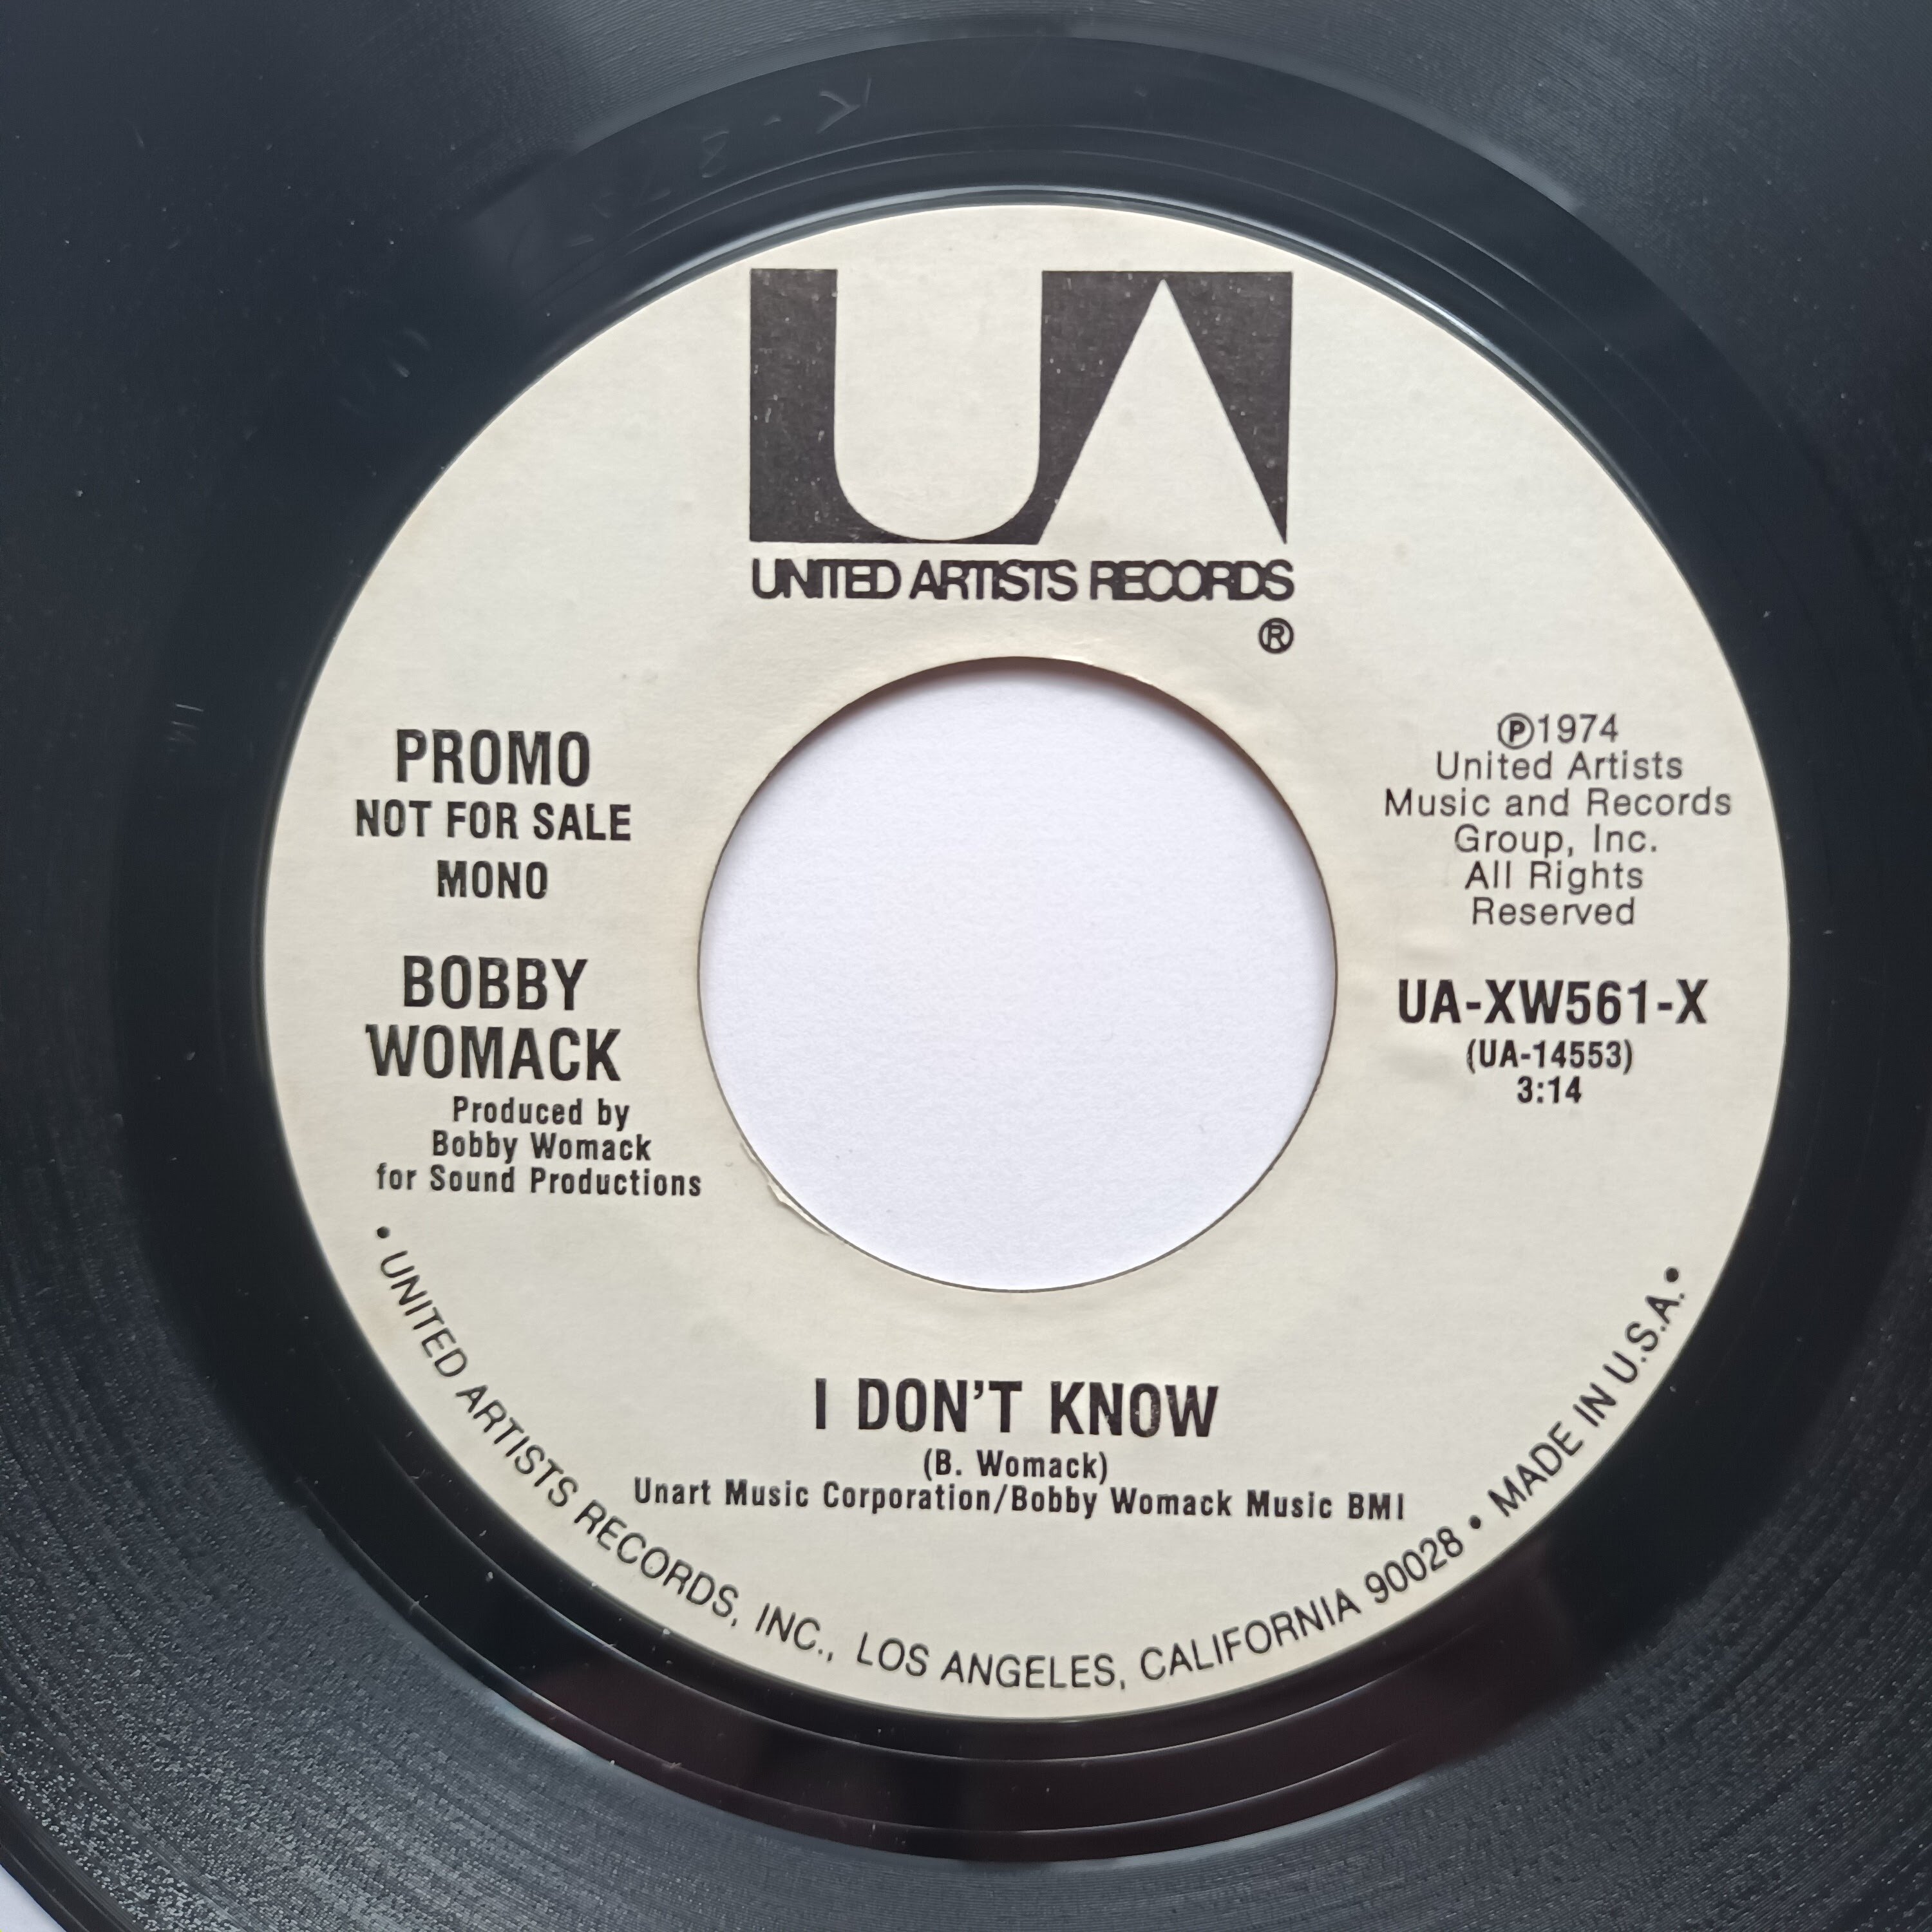 UA
UNITED ARTISTS RECORDS
®
PROMO
NOT FOR SALE
MONO
BOBBY
WOMACK
Produced by
Bobby Womack
for Sound Productions
℗1974
United Artists
Music and Records
Group, Inc.
All Rights
Reserved
UA-XW561-X
(UA-14553)
3:14
I DON'T KNOW
(B. Womack)
Unart Music Corporation/Bobby Womack Music BMI
• UNITED ARTISTS RECORDS, INC., LOS ANGELES, CALIFORNIA 90028 • MADE IN U.S.A. •